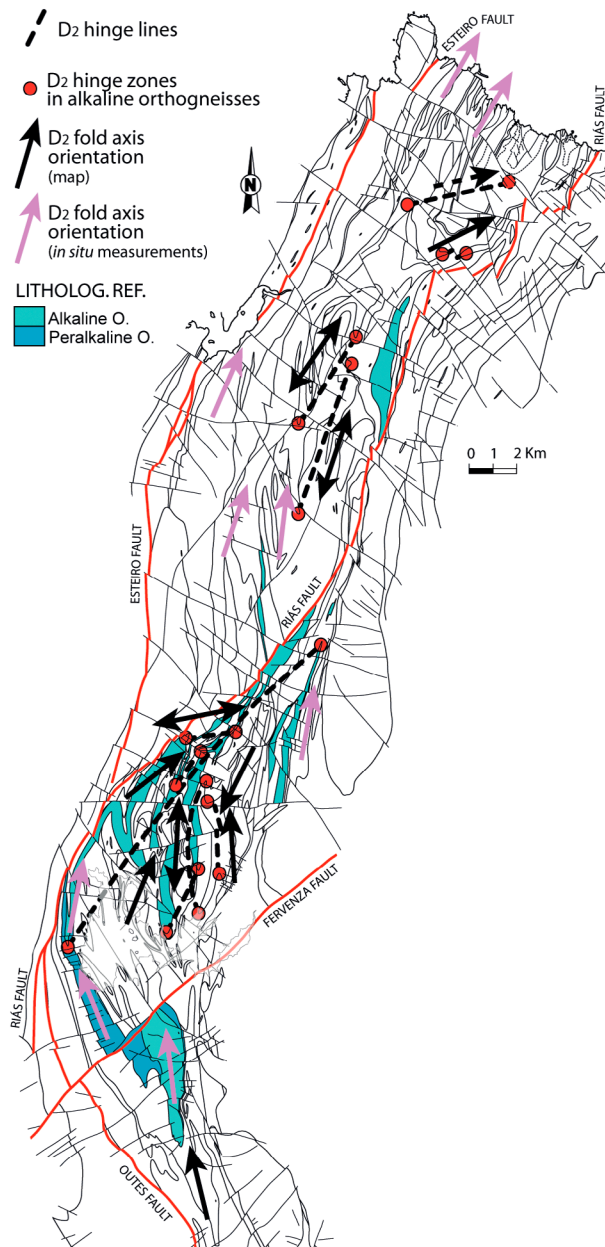 D2 hinge lines
D2 hinge zones
in alkaline orthogneisses
D2 fold axis
orientation
(map)
D2 fold axis
orientation
(in situ measurements)
LITHOLOG. REF.
Alkaline O.
Peralkaline O.
N
ESTEIRO FAULT
RIÁS FAULT
0 1 2 Km
ESTEIRO FAULT
RIÁS FAULT
FERVENZA FAULT
RIÁS FAULT
OUTES FAULT